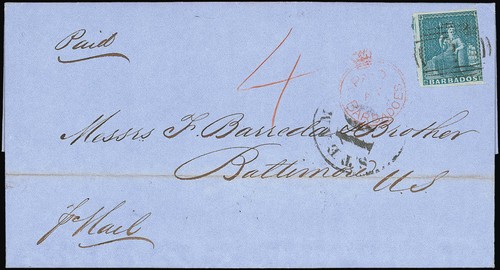 Paid
4
BARBADOS
Messrs F. Barreda & Brother
Baltimore
U.S
pr Mail